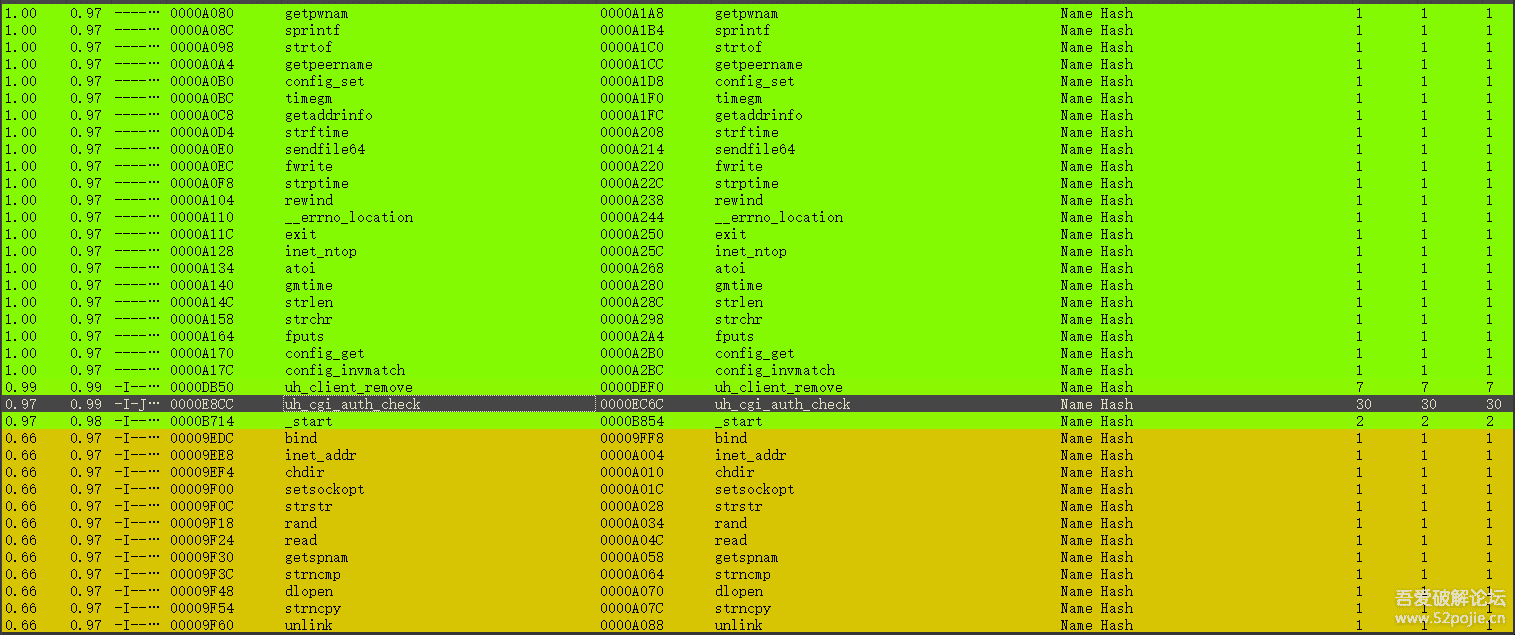 1.00 0.97 ----··· 0000A080 getpwnam 0000A1A8 getpwnam Name Hash 1 1 1
1.00 0.97 ----··· 0000A08C sprintf 0000A1B4 sprintf Name Hash 1 1 1
1.00 0.97 ----··· 0000A098 strtof 0000A1C0 strtof Name Hash 1 1 1
1.00 0.97 ----··· 0000A0A4 getpeername 0000A1CC getpeername Name Hash 1 1 1
1.00 0.97 ----··· 0000A0B0 config_set 0000A1D8 config_set Name Hash 1 1 1
1.00 0.97 ----··· 0000A0BC timegm 0000A1F0 timegm Name Hash 1 1 1
1.00 0.97 ----··· 0000A0C8 getaddrinfo 0000A1FC getaddrinfo Name Hash 1 1 1
1.00 0.97 ----··· 0000A0D4 strftime 0000A208 strftime Name Hash 1 1 1
1.00 0.97 ----··· 0000A0E0 sendfile64 0000A214 sendfile64 Name Hash 1 1 1
1.00 0.97 ----··· 0000A0EC fwrite 0000A220 fwrite Name Hash 1 1 1
1.00 0.97 ----··· 0000A0F8 strptime 0000A22C strptime Name Hash 1 1 1
1.00 0.97 ----··· 0000A104 rewind 0000A238 rewind Name Hash 1 1 1
1.00 0.97 ----··· 0000A110 __errno_location 0000A244 __errno_location Name Hash 1 1 1
1.00 0.97 ----··· 0000A11C exit 0000A250 exit Name Hash 1 1 1
1.00 0.97 ----··· 0000A128 inet_ntop 0000A25C inet_ntop Name Hash 1 1 1
1.00 0.97 ----··· 0000A134 atoi 0000A268 atoi Name Hash 1 1 1
1.00 0.97 ----··· 0000A140 gmtime 0000A280 gmtime Name Hash 1 1 1
1.00 0.97 ----··· 0000A14C strlen 0000A28C strlen Name Hash 1 1 1
1.00 0.97 ----··· 0000A158 strchr 0000A298 strchr Name Hash 1 1 1
1.00 0.97 ----··· 0000A164 fputs 0000A2A4 fputs Name Hash 1 1 1
1.00 0.97 ----··· 0000A170 config_get 0000A2B0 config_get Name Hash 1 1 1
1.00 0.97 ----··· 0000A17C config_invmatch 0000A2BC config_invmatch Name Hash 1 1 1
0.99 0.99 -I--··· 0000DB50 uh_client_remove 0000DEF0 uh_client_remove Name Hash 7 7 7
0.97 0.99 -I-J··· 0000E8CC uh_cgi_auth_check 0000EC6C uh_cgi_auth_check Name Hash 30 30 30
0.97 0.98 -I--··· 0000B714 _start 0000B854 _start Name Hash 2 2 2
0.66 0.97 -I--··· 00009EDC bind 00009FF8 bind Name Hash 1 1 1
0.66 0.97 -I--··· 00009EE8 inet_addr 0000A004 inet_addr Name Hash 1 1 1
0.66 0.97 -I--··· 00009EF4 chdir 0000A010 chdir Name Hash 1 1 1
0.66 0.97 -I--··· 00009F00 setsockopt 0000A01C setsockopt Name Hash 1 1 1
0.66 0.97 -I--··· 00009F0C strstr 0000A028 strstr Name Hash 1 1 1
0.66 0.97 -I--··· 00009F18 rand 0000A034 rand Name Hash 1 1 1
0.66 0.97 -I--··· 00009F24 read 0000A04C read Name Hash 1 1 1
0.66 0.97 -I--··· 00009F30 getspnam 0000A058 getspnam Name Hash 1 1 1
0.66 0.97 -I--··· 00009F3C strncmp 0000A064 strncmp Name Hash 1 1 1
0.66 0.97 -I--··· 00009F48 dlopen 0000A070 dlopen Name Hash 1 1 1
0.66 0.97 -I--··· 00009F54 strncpy 0000A07C strncpy Name Hash 1 1 1
0.66 0.97 -I--··· 00009F60 unlink 0000A088 unlink Name Hash 1 1 1
吾爱破解论坛
www.52pojie.cn